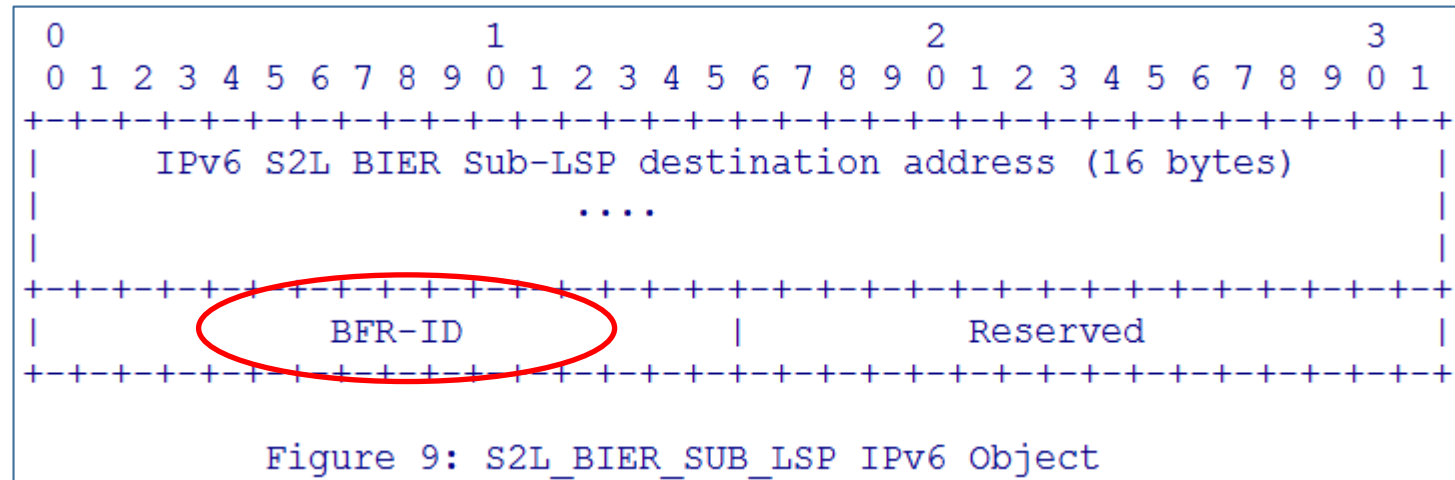 0                   1                   2                   3
0 1 2 3 4 5 6 7 8 9 0 1 2 3 4 5 6 7 8 9 0 1 2 3 4 5 6 7 8 9 0 1
+-+-+-+-+-+-+-+-+-+-+-+-+-+-+-+-+-+-+-+-+-+-+-+-+-+-+-+-+-+-+-+-+
| IPv6 S2L BIER Sub-LSP destination address (16 bytes) |
| .... |
| |
+-+-+-+-+-+-+-+-+-+-+-+-+-+-+-+-+-+-+-+-+-+-+-+-+-+-+-+-+-+-+-+-+
| BFR-ID | Reserved |
+-+-+-+-+-+-+-+-+-+-+-+-+-+-+-+-+-+-+-+-+-+-+-+-+-+-+-+-+-+-+-+-+
Figure 9: S2L_BIER_SUB_LSP IPv6 Object